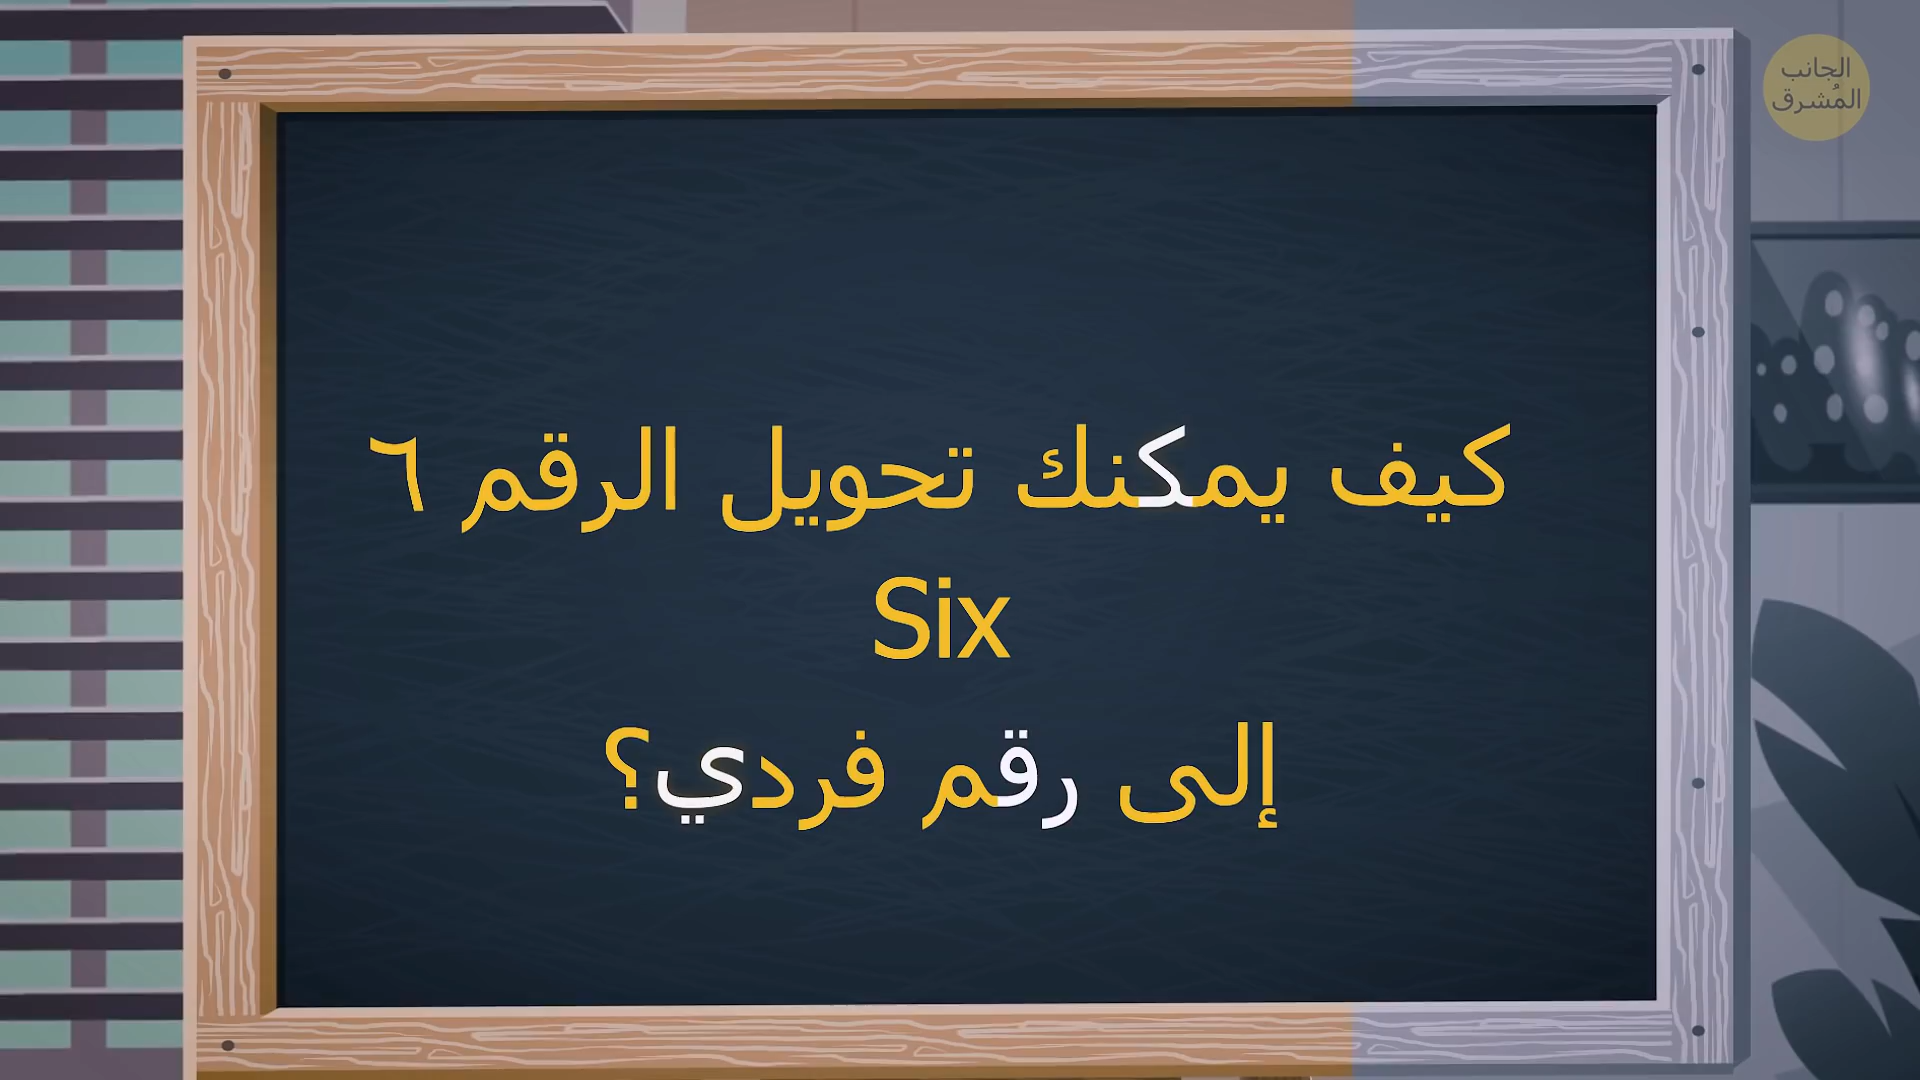 الجانب
المُشرق
كيف يمكنك تحويل الرقم ٦
Six
إلى رقم فردي؟